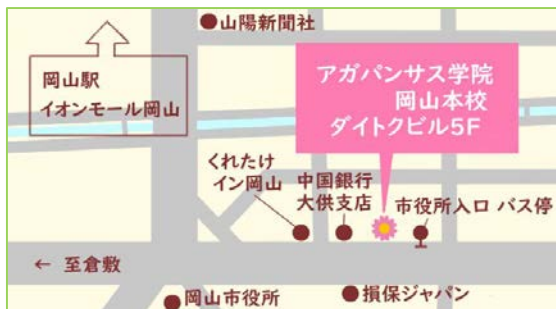 山陽新聞社
岡山駅
イオンモール岡山
アガパンサス学院
岡山本校
ダイトクビル5F
くれたけ
イン岡山
中国銀行
大供支店
市役所入口 バス停
← 至倉敷
岡山市役所
損保ジャパン